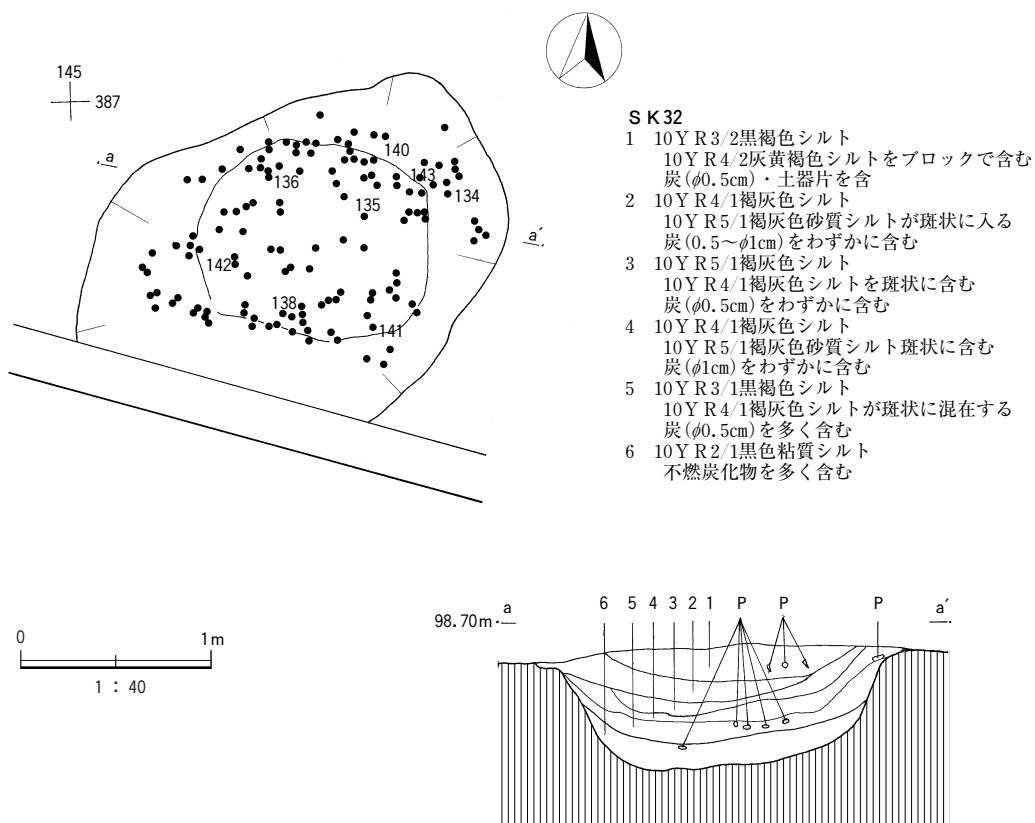 145
387
a
a′
140
136
143
134
135
142
138
141
SK32
1 10YR3/2黒褐色シルト
10YR4/2灰黄褐色シルトをブロックで含む
炭(φ0.5cm)・土器片を含
2 10YR4/1褐灰色シルト
10YR5/1褐灰色砂質シルトが斑状に入る
炭(0.5～φ1cm)をわずかに含む
3 10YR5/1褐灰色シルト
10YR4/1褐灰色シルトを斑状に含む
炭(φ0.5cm)をわずかに含む
4 10YR4/1褐灰色シルト
10YR5/1褐灰色砂質シルト斑状に含む
炭(φ1cm)をわずかに含む
5 10YR3/1黒褐色シルト
10YR4/1褐灰色シルトが斑状に混在する
炭(φ0.5cm)を多く含む
6 10YR2/1黒色粘質シルト
不燃炭化物を多く含む
0 1m
1：40
98.70m
a 6 5 4 3 2 1 P P P a′